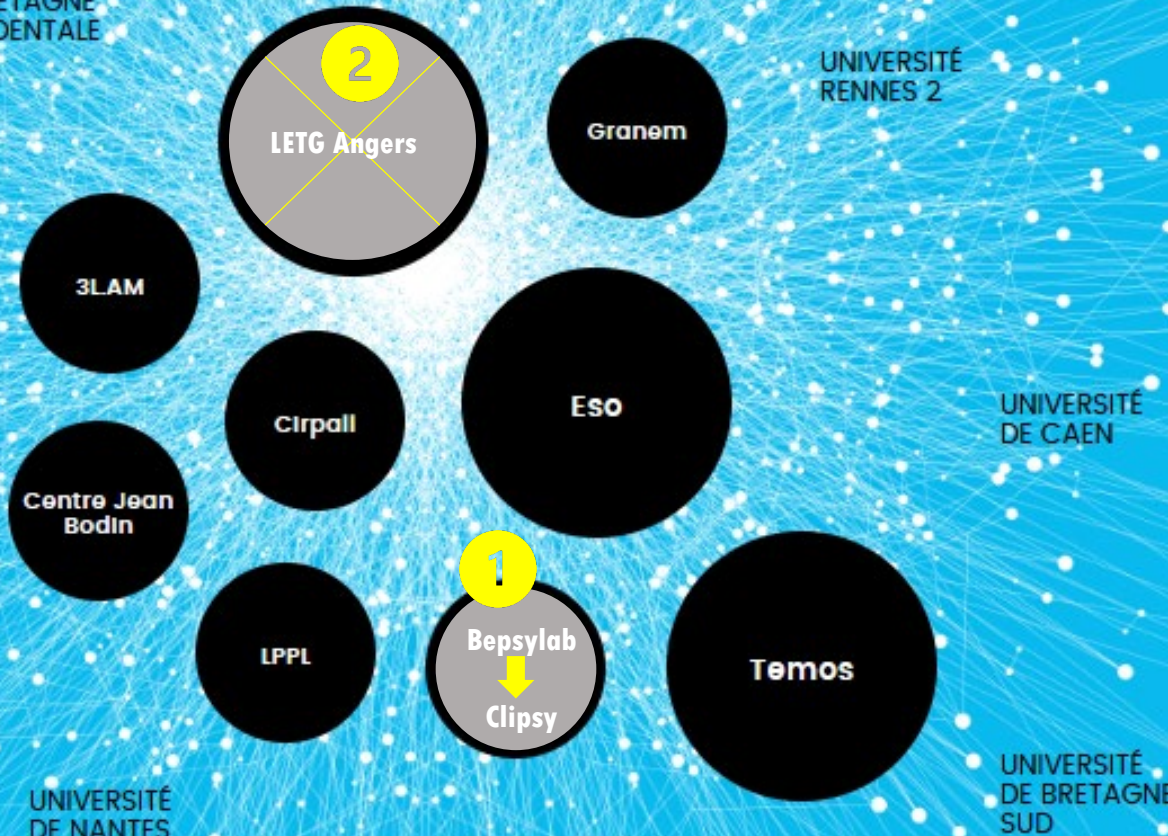 DENTALE
2
LETG Angers
Granem
UNIVERSITÉ
RENNES 2
3LAM
Cirpall
Eso
UNIVERSITÉ
DE CAEN
Centre Jean
Bodin
1
Bepsylab
Clipsy
LPPL
Temos
UNIVERSITÉ
DE NANTES
UNIVERSITÉ
DE BRETAGNE
SUD